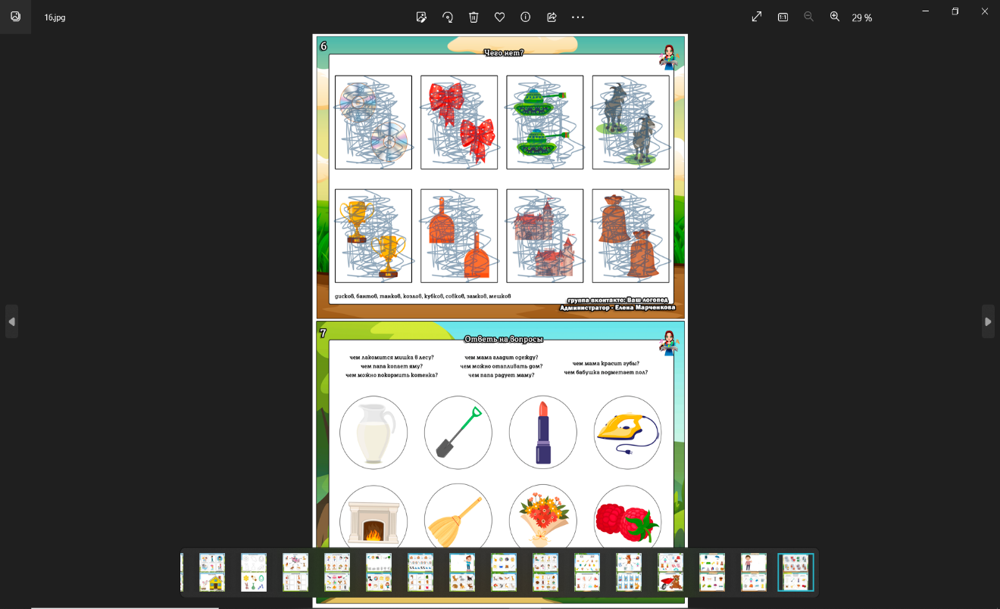 16.jpg
29 %
6
Чего нет?
дисков, бантов, танков, козлов, кубков, совков, замков, мешков
группа вконтакте: Ваш логопед
Администратор - Елена Марченкова
7
Ответь на вопросы
чем лакомится мишка в лесу?
чем папа копает яму?
чем можно покормить котенка?
чем мама гладит одежду?
чем можно отапливать дом?
чем папа радует маму?
чем мама красит губы?
чем бабушка подметает пол?